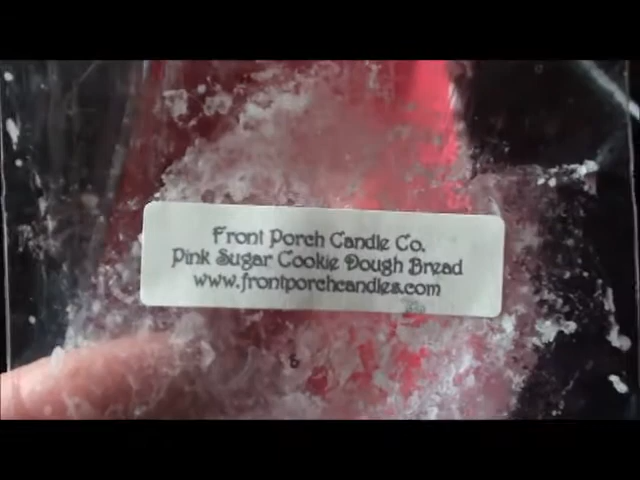 Front Porch Candle Co.
Pink Sugar Cookie Dough Bread
www.frontporchcandles.com